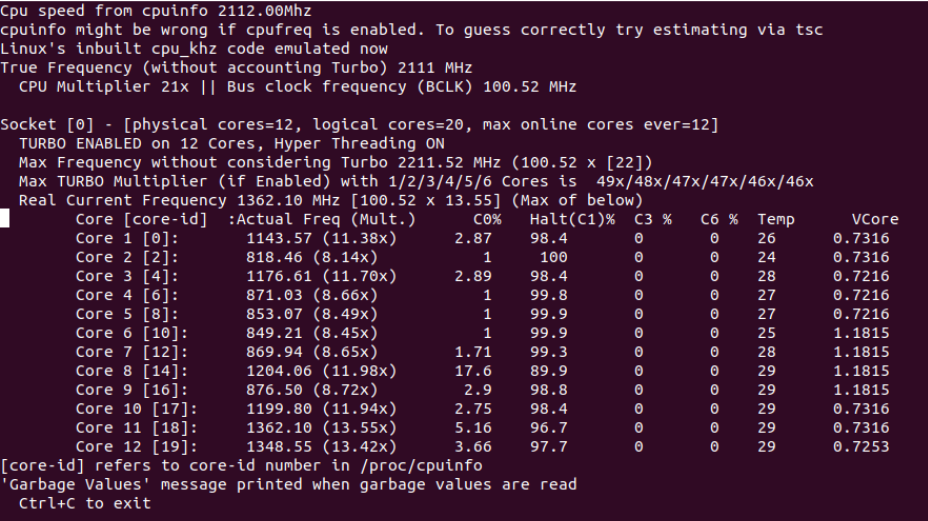 Cpu speed from cpuinfo 2112.00Mhz
cpuinfo might be wrong if cpufreq is enabled. To guess correctly try estimating via tsc
Linux's inbuilt cpu_khz code emulated now
True Frequency (without accounting Turbo) 2111 MHz
  CPU Multiplier 21x || Bus clock frequency (BCLK) 100.52 MHz

Socket [0] - [physical cores=12, logical cores=20, max online cores ever=12]
  TURBO ENABLED on 12 Cores, Hyper Threading ON
  Max Frequency without considering Turbo 2211.52 MHz (100.52 x [22])
  Max TURBO Multiplier (if Enabled) with 1/2/3/4/5/6 Cores is  49x/48x/47x/47x/46x/46x
  Real Current Frequency 1362.10 MHz [100.52 x 13.55] (Max of below)
        Core [core-id]  :Actual Freq (Mult.)      C0%   Halt(C1)%  C3 %   C6 %  Temp      VCore
        Core 1 [0]:       1143.57 (11.38x)      2.87    98.4       0       0    26      0.7316
        Core 2 [2]:       818.46 (8.14x)           1     100       0       0    24      0.7316
        Core 3 [4]:       1176.61 (11.70x)      2.89    98.4       0       0    28      0.7216
        Core 4 [6]:       871.03 (8.66x)           1    99.8       0       0    27      0.7216
        Core 5 [8]:       853.07 (8.49x)           1    99.9       0       0    27      0.7216
        Core 6 [10]:      849.21 (8.45x)           1    99.9       0       0    25      1.1815
        Core 7 [12]:      869.94 (8.65x)        1.71    99.3       0       0    28      1.1815
        Core 8 [14]:      1204.06 (11.98x)      17.6    89.9       0       0    29      1.1815
        Core 9 [16]:      876.50 (8.72x)         2.9    98.8       0       0    29      1.1815
        Core 10 [17]:     1199.80 (11.94x)      2.75    98.4       0       0    29      0.7316
        Core 11 [18]:     1362.10 (13.55x)      5.16    96.7       0       0    29      0.7316
        Core 12 [19]:     1348.55 (13.42x)      3.66    97.7       0       0    29      0.7253
[core-id] refers to core-id number in /proc/cpuinfo
'Garbage Values' message printed when garbage values are read
  Ctrl+C to exit